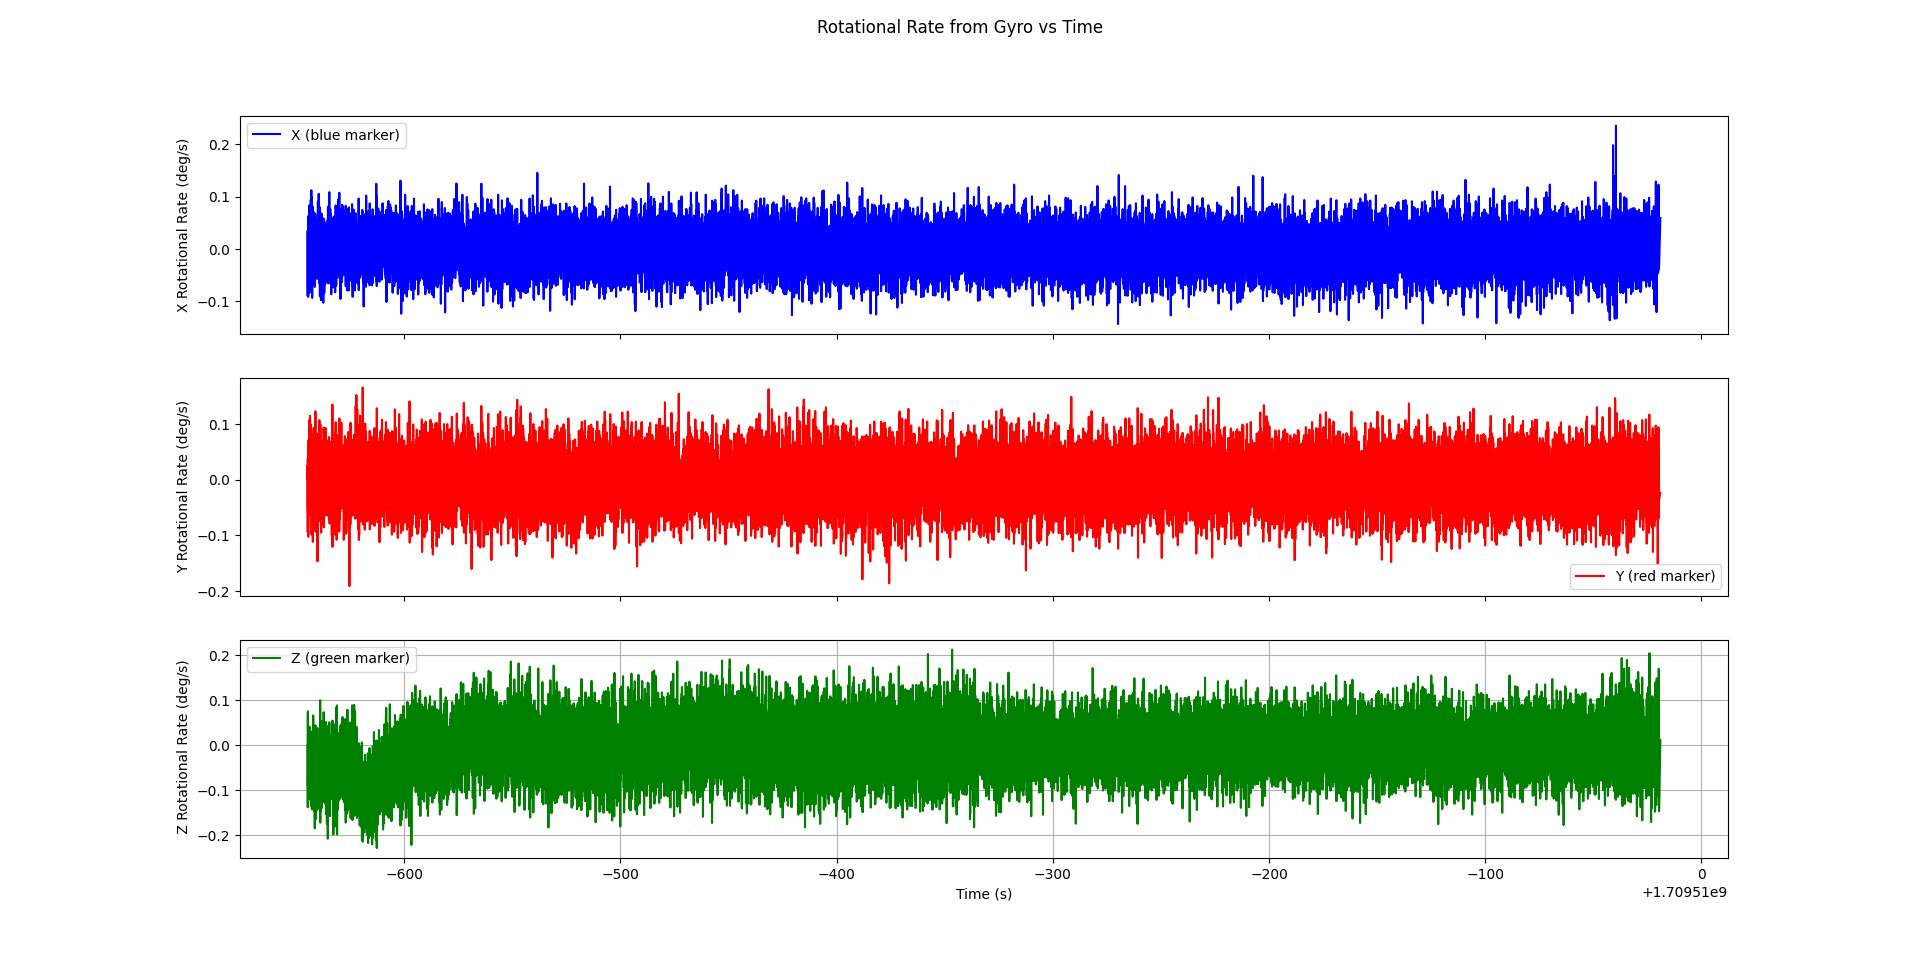 Rotational Rate from Gyro vs Time
X Rotational Rate (deg/s)
0.2
0.1
0.0
−0.1
X (blue marker)
Y Rotational Rate (deg/s)
0.1
0.0
−0.1
−0.2
Y (red marker)
Z Rotational Rate (deg/s)
0.2
0.1
0.0
−0.1
−0.2
Z (green marker)
−600 −500 −400 −300 −200 −100 0
Time (s)
+1.70951e9